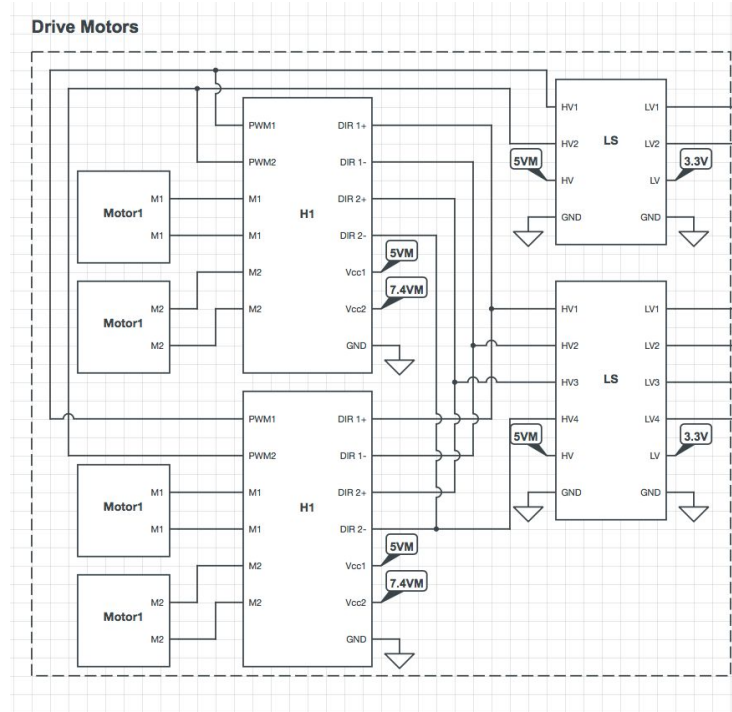 Drive Motors
PWM1
PWM2
M1
M1
M2
M2
H1
DIR 1+
DIR 1-
DIR 2+
DIR 2-
Vcc1
Vcc2
GND
5VM
7.4VM
Motor1
M1
M1
Motor1
M2
M2
HV1
HV2
HV
GND
LS
LV1
LV2
LV
GND
5VM
3.3V
HV1
HV2
HV3
HV4
HV
GND
LS
LV1
LV2
LV3
LV4
LV
GND
5VM
3.3V
PWM1
PWM2
M1
M1
M2
M2
H1
DIR 1+
DIR 1-
DIR 2+
DIR 2-
Vcc1
Vcc2
GND
5VM
7.4VM
Motor1
M1
M1
Motor1
M2
M2